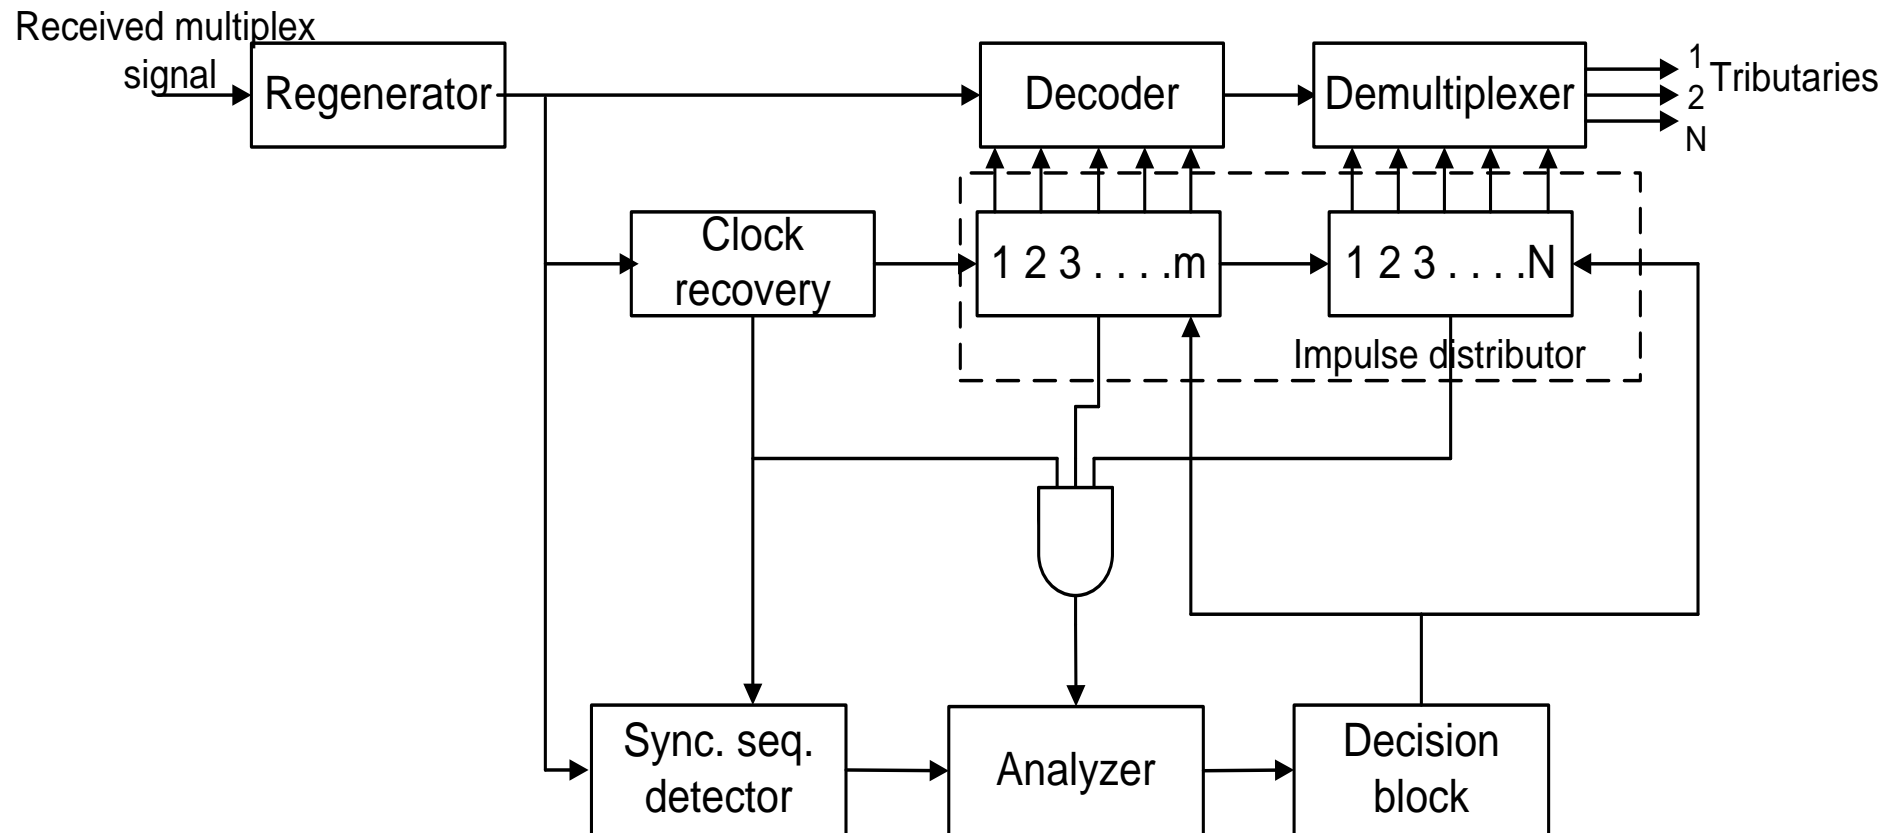 Received multiplex
signal
Regenerator
Decoder
Demultiplexer
1
2
N
Tributaries
Clock
recovery
1 2 3 . . . .m
1 2 3 . . . .N
Impulse distributor
Sync. seq.
detector
Analyzer
Decision
block